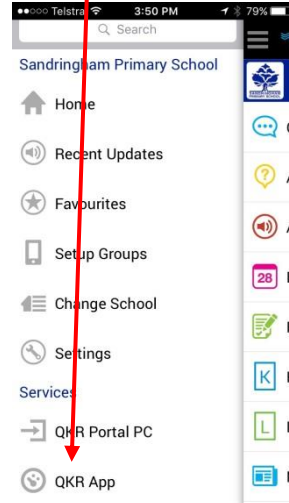 Telstra 3:50 PM 79%
Search
Sandringham Primary School
Home
Recent Updates
Favourites
Setup Groups
Change School
Settings
Services
QKR Portal PC
QKR App
28
K
L